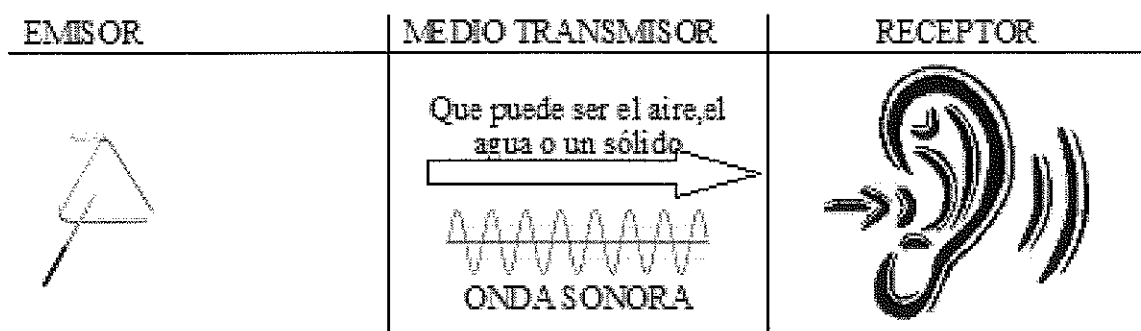 EMISOR
MEDIO TRANSMISOR
RECEPTOR
Que puede ser el aire,el
agua o un sólido
ONDA SONORA